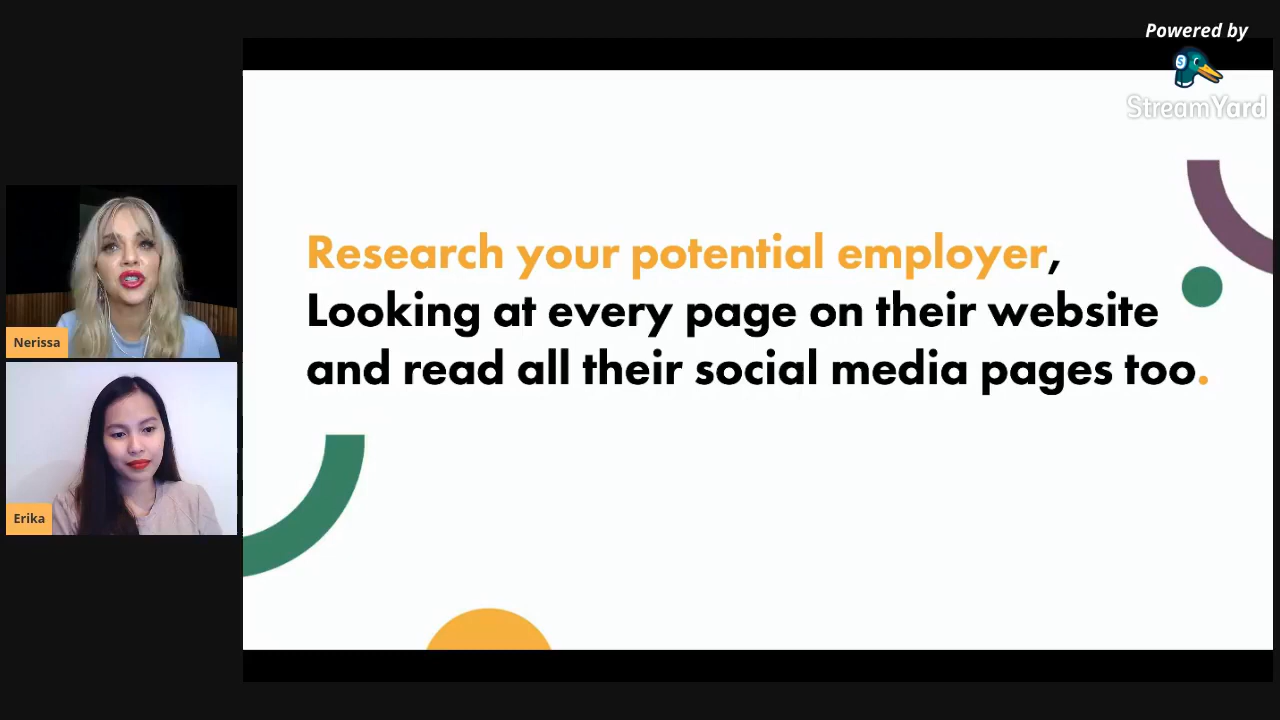 Powered by
StreamYard
Research your potential employer,
Looking at every page on their website
and read all their social media pages too.
Nerissa
Erika